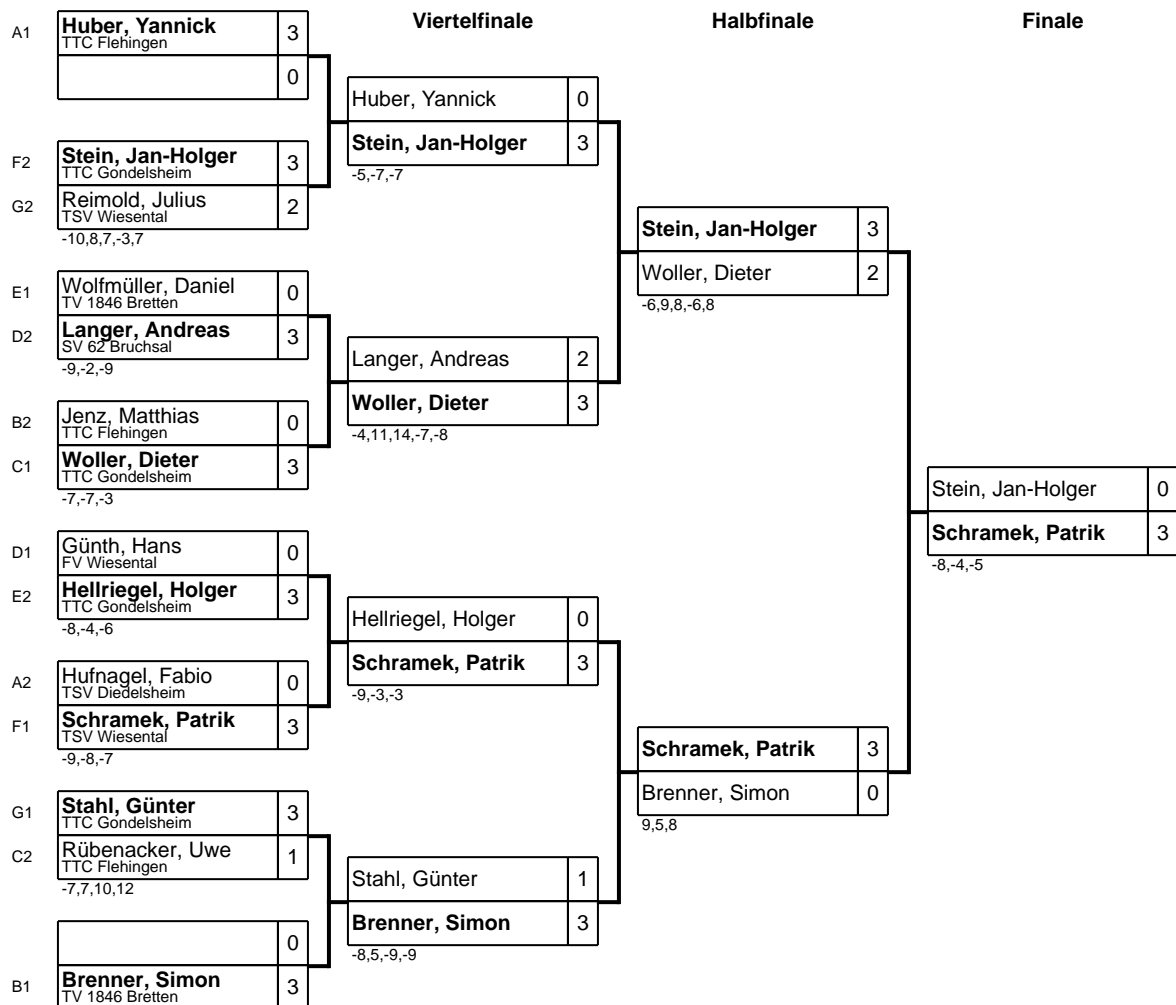 Viertelfinale
Halbfinale
Finale
A1
Huber, Yannick
TTC Flehingen
3
0
F2
Stein, Jan-Holger
TTC Gondelsheim
3
G2
Reimold, Julius
TSV Wiesental
2
-10,8,7,-3,7
E1
Wolfmüller, Daniel
TV 1846 Bretten
0
D2
Langer, Andreas
SV 62 Bruchsal
3
-9,-2,-9
B2
Jenz, Matthias
TTC Flehingen
0
C1
Woller, Dieter
TTC Gondelsheim
3
-7,-7,-3
D1
Günth, Hans
FV Wiesental
0
E2
Hellriegel, Holger
TTC Gondelsheim
3
-8,-4,-6
A2
Hufnagel, Fabio
TSV Diedelsheim
0
F1
Schramek, Patrik
TSV Wiesental
3
-9,-8,-7
G1
Stahl, Günter
TTC Gondelsheim
3
C2
Rübenacker, Uwe
TTC Flehingen
1
-7,7,10,12
0
B1
Brenner, Simon
TV 1846 Bretten
3
Huber, Yannick
0
Stein, Jan-Holger
3
-5,-7,-7
Langer, Andreas
2
Woller, Dieter
3
-4,11,14,-7,-8
Hellriegel, Holger
0
Schramek, Patrik
3
-9,-3,-3
Stahl, Günter
1
Brenner, Simon
3
-8,5,-9,-9
Stein, Jan-Holger
3
Woller, Dieter
2
-6,9,8,-6,8
Schramek, Patrik
3
Brenner, Simon
0
9,5,8
Stein, Jan-Holger
0
Schramek, Patrik
3
-8,-4,-5